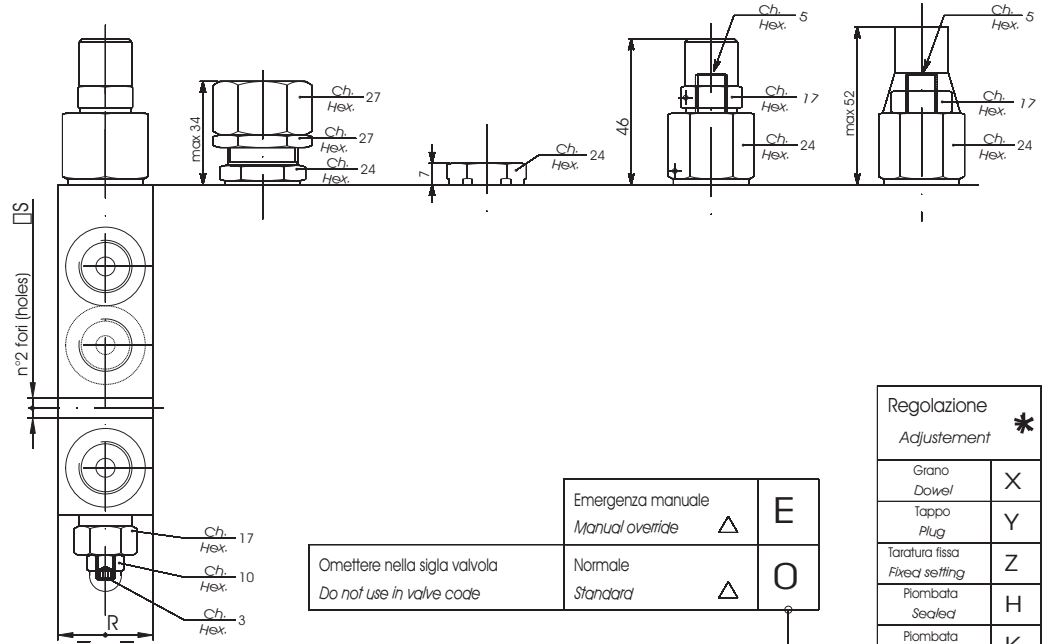 Ch. 5
Hex.
Ch. 5
Hex.
Ch. 27
Hex.
Ch. 27
Hex.
Ch. 24
Hex.
max 34
7
Ch. 24
Hex.
46
Ch. 17
Hex.
Ch. 24
Hex.
max 52
Ch. 17
Hex.
Ch. 24
Hex.
□S
n°2 fori (holes)
Ch. 17
Hex.
Ch. 10
Hex.
Ch. 3
Hex.
R
Emergenza manuale
Manual override △ E
Omettere nella sigla valvola
Do not use in valve code
Normale
Standard △ O
Regolazione
Adjustement *
Grano
Dowel X
Tappo
Plug Y
Taratura fissa
Fixed setting Z
Piombata
Sealed H
Piombata K